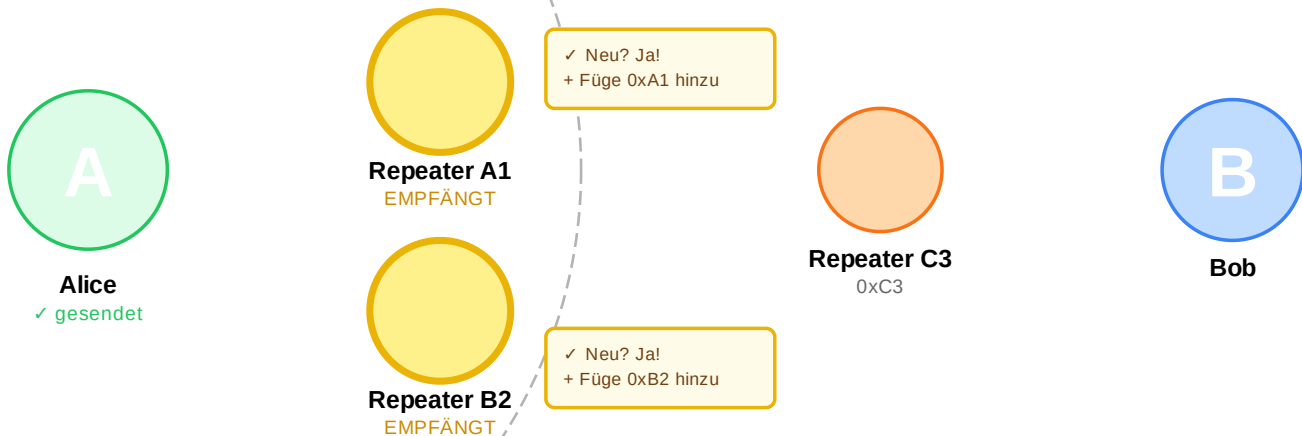 A
Alice
✓ gesendet
Repeater A1
EMPFÄNGT
✓ Neu? Ja!
+ Füge 0xA1 hinzu
Repeater B2
EMPFÄNGT
✓ Neu? Ja!
+ Füge 0xB2 hinzu
Repeater C3
0xC3
B
Bob